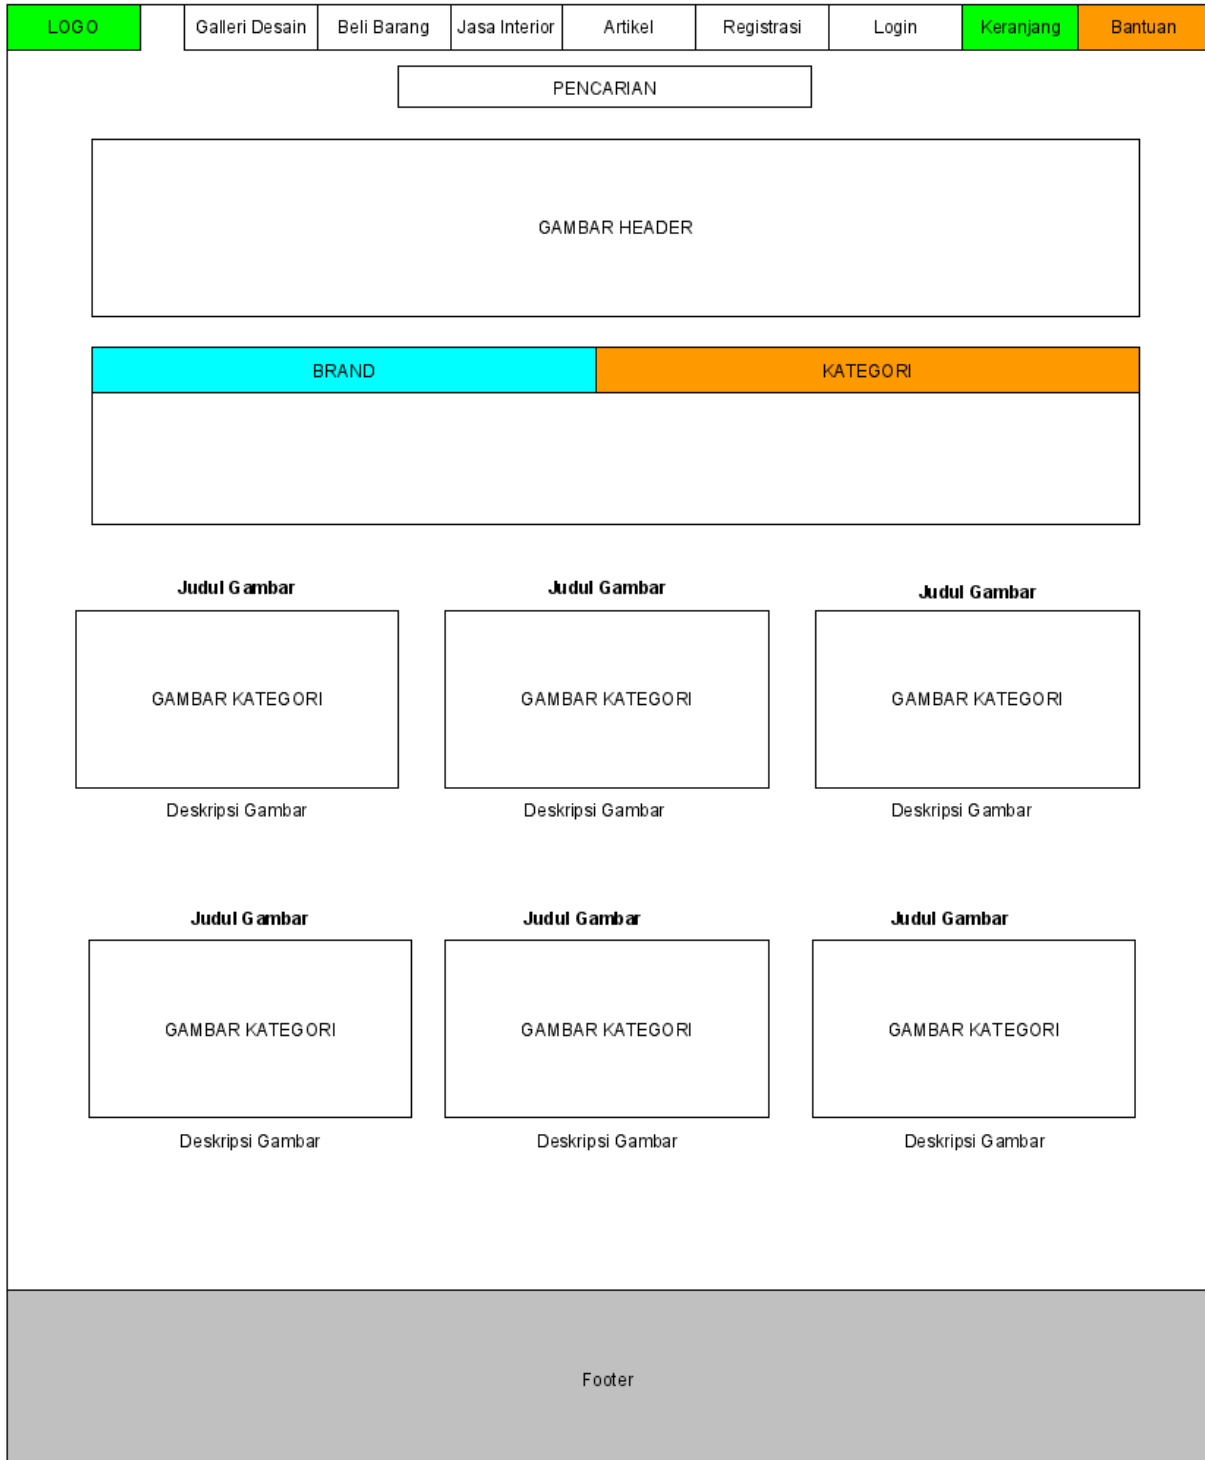 LOGO
Galleri Desain
Beli Barang
Jasa Interior
Artikel
Registrasi
Login
Keranjang
Bantuan
PENCARIAN
GAMBAR HEADER
BRAND
KATEGORI
Judul Gambar
Judul Gambar
Judul Gambar
GAMBAR KATEGORI
GAMBAR KATEGORI
GAMBAR KATEGORI
Deskripsi Gambar
Deskripsi Gambar
Deskripsi Gambar
Judul Gambar
Judul Gambar
Judul Gambar
GAMBAR KATEGORI
GAMBAR KATEGORI
GAMBAR KATEGORI
Deskripsi Gambar
Deskripsi Gambar
Deskripsi Gambar
Footer